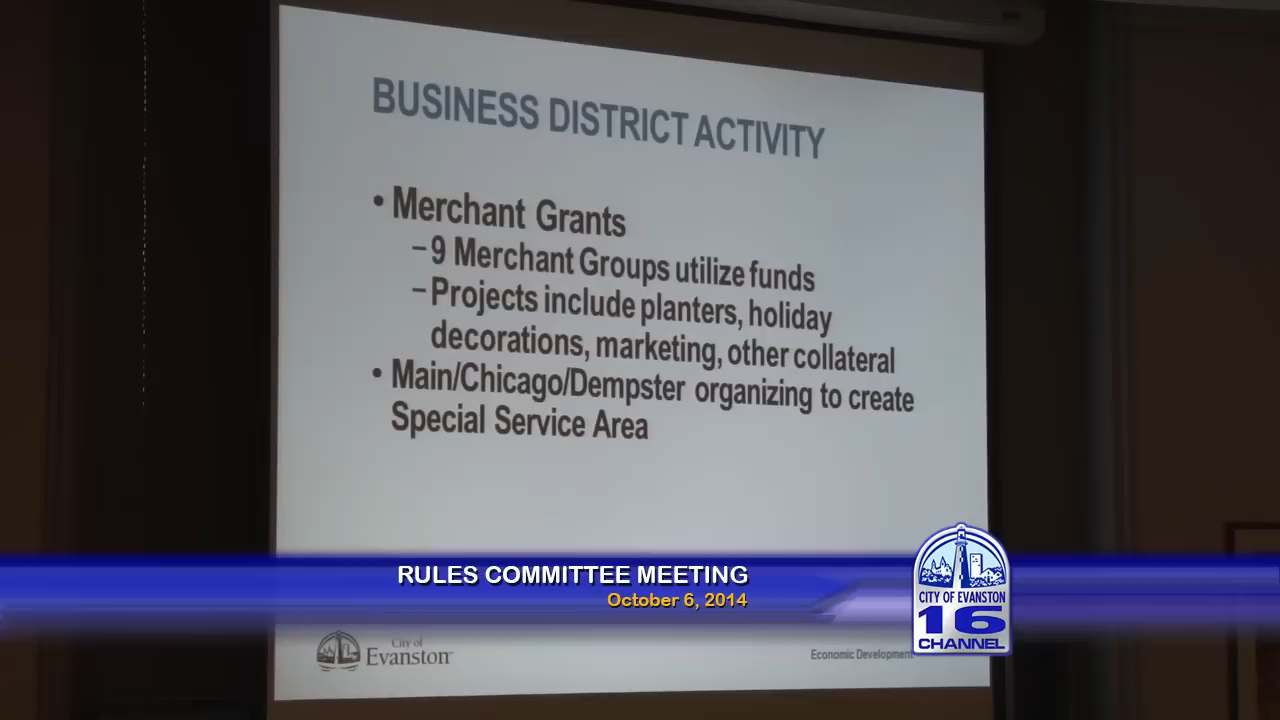 BUSINESS DISTRICT ACTIVITY
• Merchant Grants
–9 Merchant Groups utilize funds
–Projects include planters, holiday
decorations, marketing, other collateral
• Main/Chicago/Dempster organizing to create
Special Service Area
RULES COMMITTEE MEETING
October 6, 2014
CITY OF EVANSTON
16
CHANNEL
City of
Evanston™
Economic Development